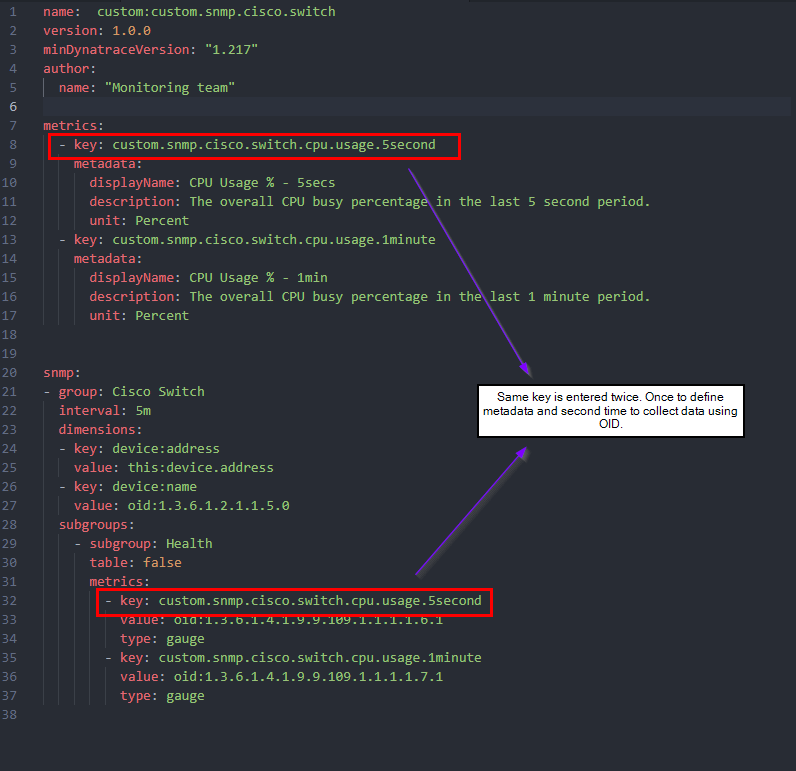 1 name:  custom:custom.snmp.cisco.switch
2 version: 1.0.0
3 minDynatraceVersion: "1.217"
4 author:
5   name: "Monitoring team"
6
7 metrics:
8   - key: custom.snmp.cisco.switch.cpu.usage.5second
9     metadata:
10       displayName: CPU Usage % - 5secs
11       description: The overall CPU busy percentage in the last 5 second period.
12       unit: Percent
13   - key: custom.snmp.cisco.switch.cpu.usage.1minute
14     metadata:
15       displayName: CPU Usage % - 1min
16       description: The overall CPU busy percentage in the last 1 minute period.
17       unit: Percent
18
19
20 snmp:
21 - group: Cisco Switch
22   interval: 5m
23   dimensions:
24   - key: device:address
25     value: this:device.address
26   - key: device:name
27     value: oid:1.3.6.1.2.1.1.5.0
28   subgroups:
29     - subgroup: Health
30       table: false
31       metrics:
32         - key: custom.snmp.cisco.switch.cpu.usage.5second
33           value: oid:1.3.6.1.4.1.9.9.109.1.1.1.1.6.1
34           type: gauge
35         - key: custom.snmp.cisco.switch.cpu.usage.1minute
36           value: oid:1.3.6.1.4.1.9.9.109.1.1.1.1.7.1
37           type: gauge
38
Same key is entered twice. Once to define
metadata and second time to collect data using
OID.